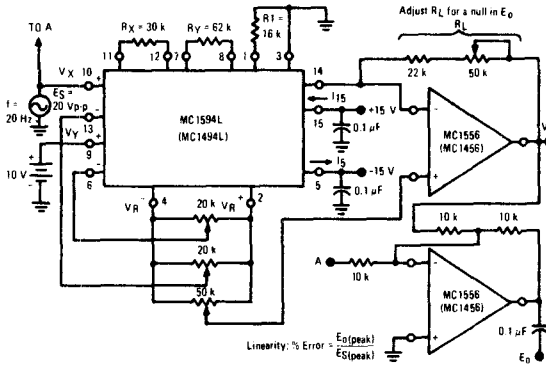 TO A
RX = 30 k
RY = 62 k
R1 = 16 k
Adjust RL for a null in Eo
RL
11
12
7
8
1
3
22 k
50 k
VX
10
+
14
ES = 20 Vp-p
f = 20 Hz
-
13
VY
+
9
10 V
+
-
-
6
MC1594L
(MC1494L)
I15
+15 V
15
0.1 µF
I5
-15 V
5
0.1 µF
-
MC1556
(MC1456)
+
V
VR-
4
VR+
2
20 k
20 k
50 k
10 k
10 k
A
10 k
-
MC1556
(MC1456)
+
0.1 µF
Eo
Linearity: % Error = Eo(peak)
ES(peak)